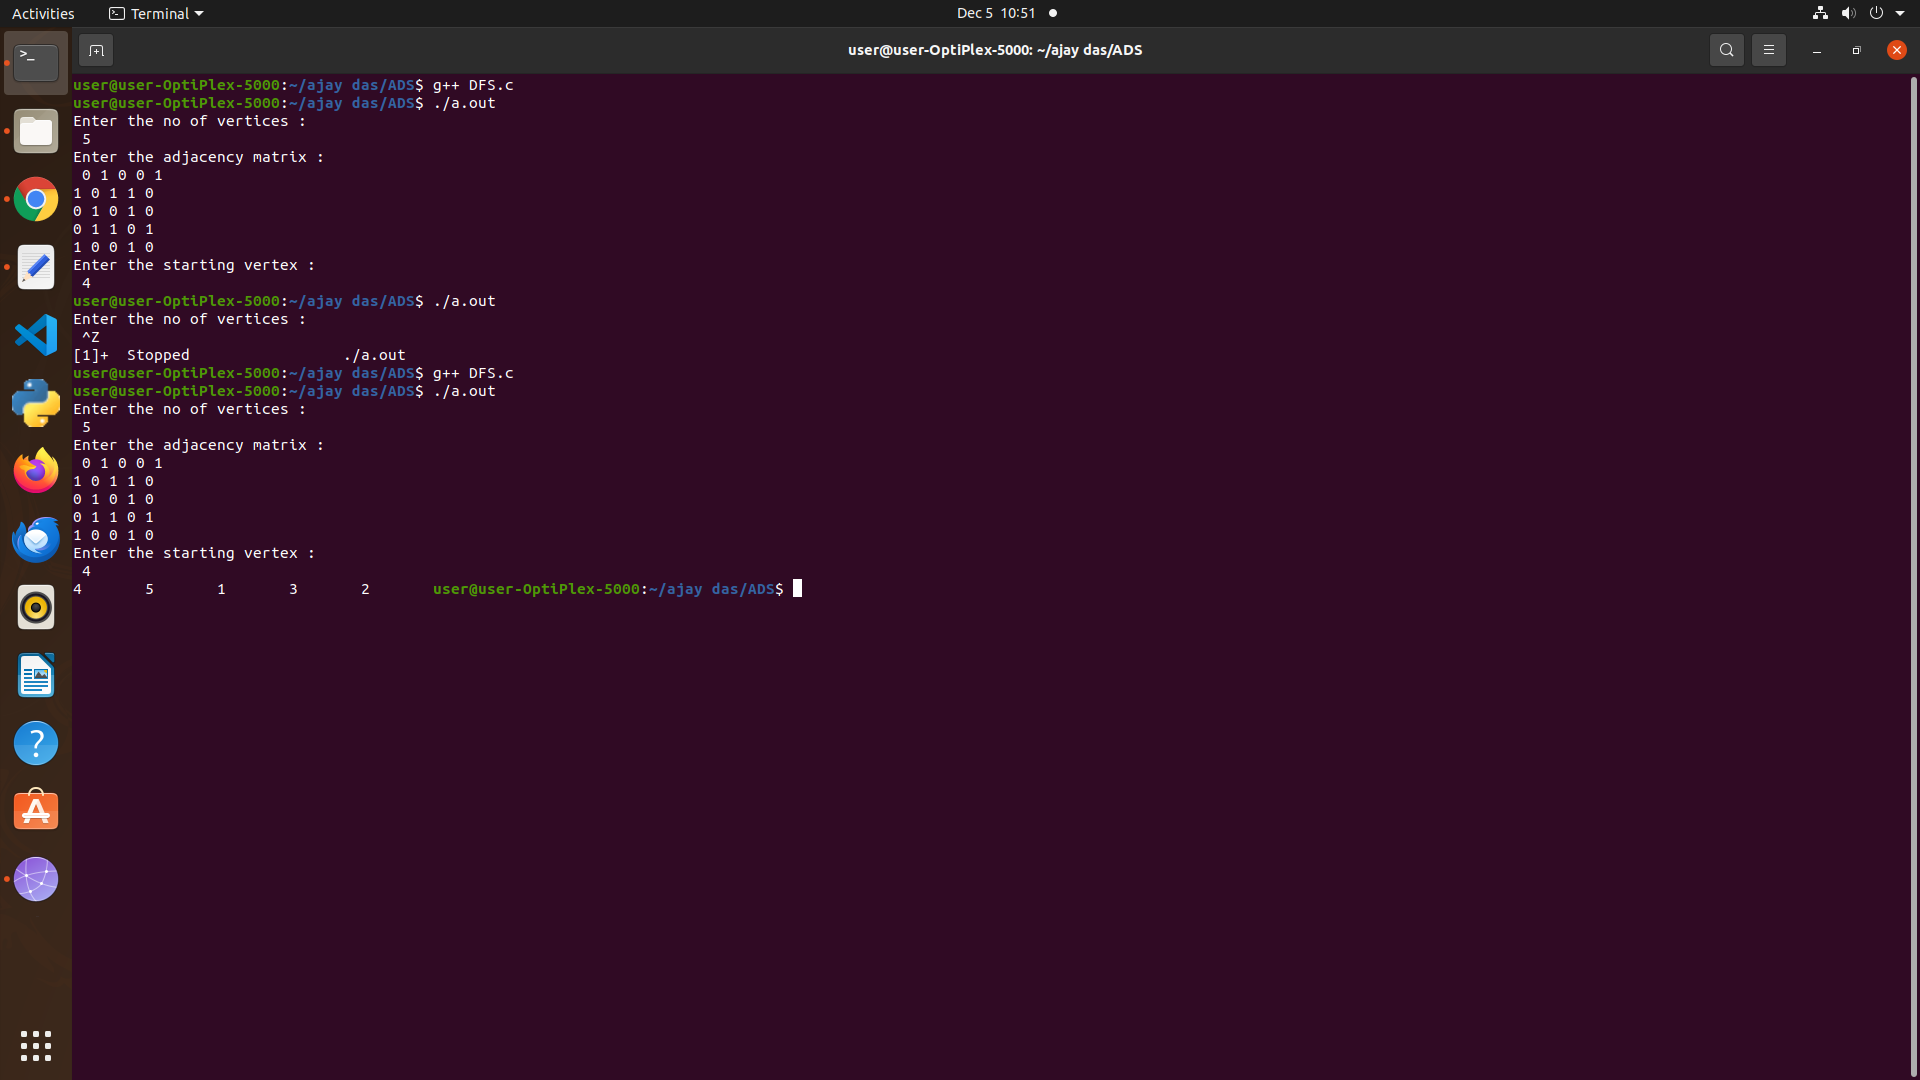 Activities Terminal Dec 5 10:51
user@user-OptiPlex-5000: ~/ajay das/ADS
user@user-OptiPlex-5000:~/ajay das/ADS$ g++ DFS.c
user@user-OptiPlex-5000:~/ajay das/ADS$ ./a.out
Enter the no of vertices :
 5
Enter the adjacency matrix :
 0 1 0 0 1
1 0 1 1 0
0 1 0 1 0
0 1 1 0 1
1 0 0 1 0
Enter the starting vertex :
 4
user@user-OptiPlex-5000:~/ajay das/ADS$ ./a.out
Enter the no of vertices :
 ^Z
[1]+  Stopped                 ./a.out
user@user-OptiPlex-5000:~/ajay das/ADS$ g++ DFS.c
user@user-OptiPlex-5000:~/ajay das/ADS$ ./a.out
Enter the no of vertices :
 5
Enter the adjacency matrix :
 0 1 0 0 1
1 0 1 1 0
0 1 0 1 0
0 1 1 0 1
1 0 0 1 0
Enter the starting vertex :
 4
4       5       1       3       2       user@user-OptiPlex-5000:~/ajay das/ADS$